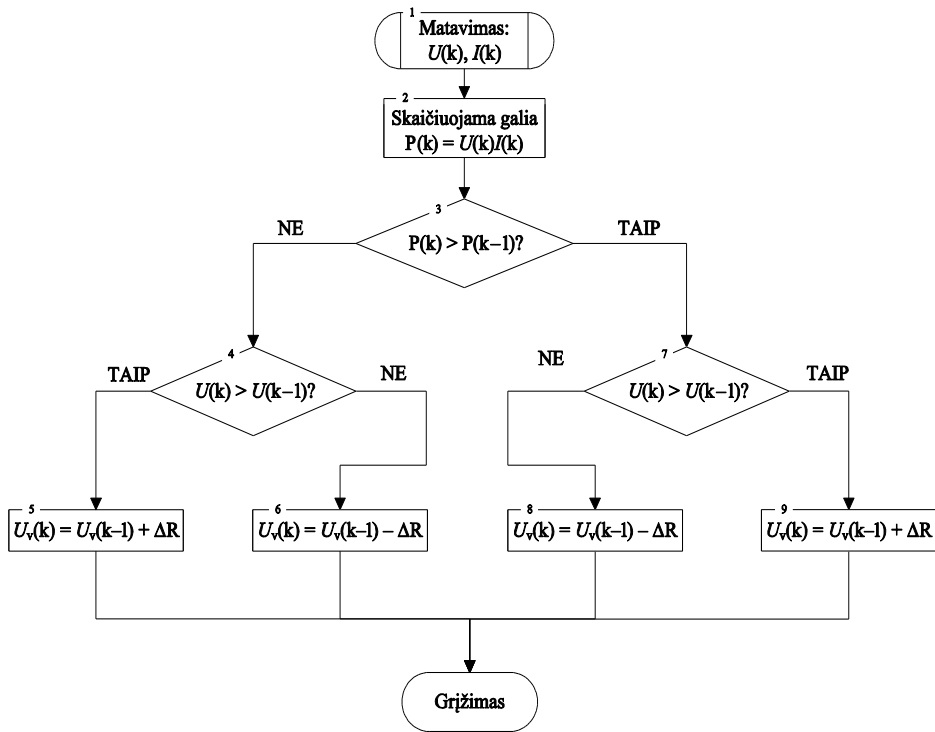 1
Matavimas:
U(k), I(k)
2
Skaičiuojama galia
P(k) = U(k)I(k)
3
NE
TAIP
P(k) > P(k–1)?
4
7
TAIP
NE
NE
TAIP
U(k) > U(k–1)?
U(k) > U(k–1)?
5
6
8
9
Uv(k) = Uv(k–1) + ΔR
Uv(k) = Uv(k–1) – ΔR
Uv(k) = Uv(k–1) – ΔR
Uv(k) = Uv(k–1) + ΔR
Grįžimas